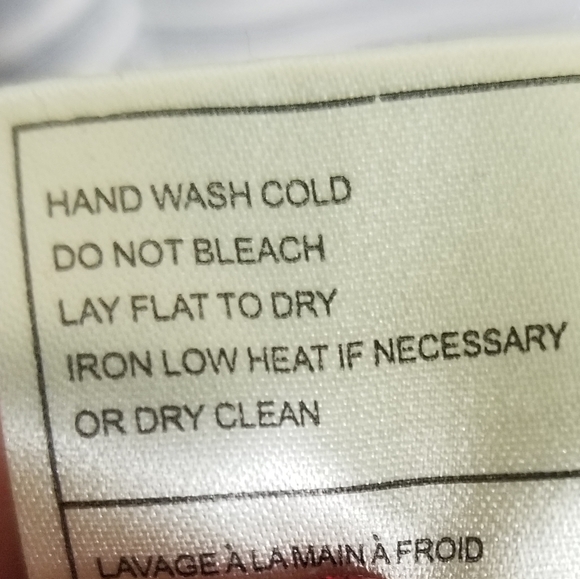 HAND WASH COLD
DO NOT BLEACH
LAY FLAT TO DRY
IRON LOW HEAT IF NECESSARY
OR DRY CLEAN
LAVAGE À LA MAIN À FROID